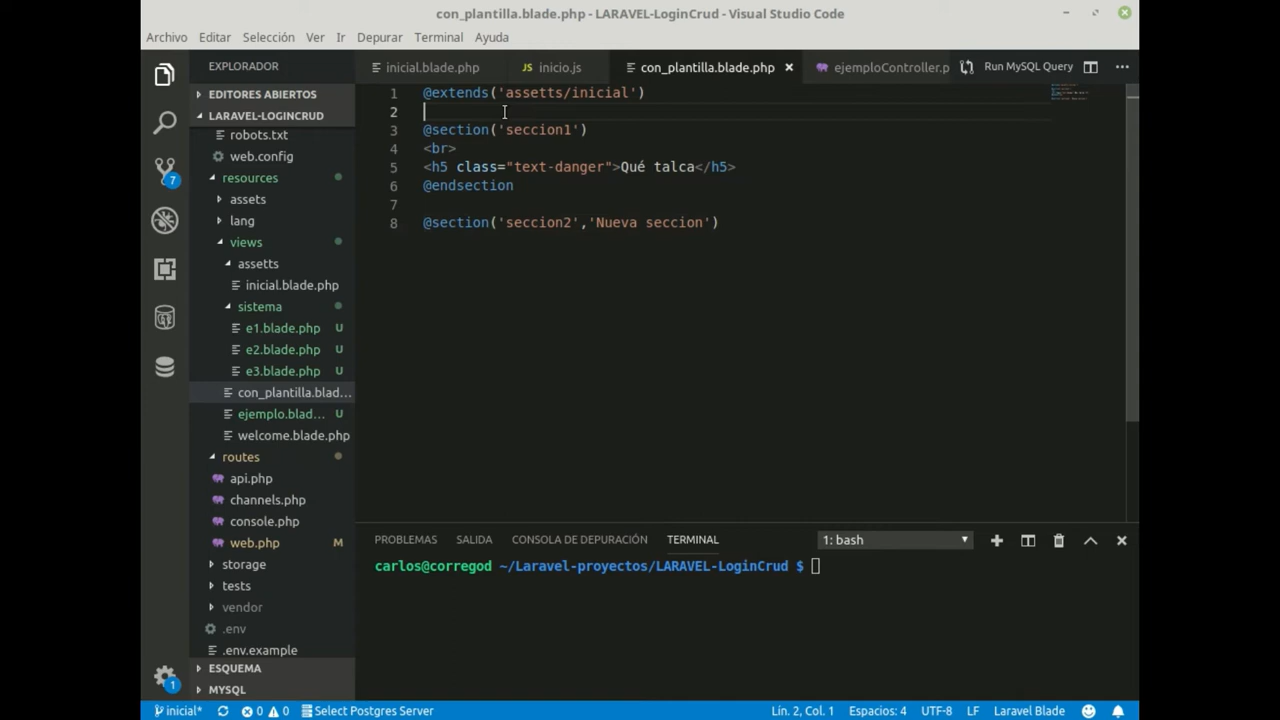 con_plantilla.blade.php - LARAVEL-LoginCrud - Visual Studio Code
Archivo Editar Selección Ver Ir Depurar Terminal Ayuda
EXPLORADOR
inicial.blade.php JS inicio.js con_plantilla.blade.php ejemploController.p Run MySQL Query
EDITORES ABIERTOS
LARAVEL-LOGINCRUD
robots.txt
web.config
resources
assets
lang
views
assetts
inicial.blade.php
sistema
e1.blade.php U
e2.blade.php U
e3.blade.php U
con_plantilla.blad...
ejemplo.blad... U
welcome.blade.php
routes
api.php
channels.php
console.php
web.php M
storage
tests
vendor
.env
.env.example
ESQUEMA
MYSQL
7
1
1 @extends('assetts/inicial')
2
3 @section('seccion1')
4 <br>
5 <h5 class="text-danger">Qué talca</h5>
6 @endsection
7
8 @section('seccion2','Nueva seccion')
PROBLEMAS SALIDA CONSOLA DE DEPURACIÓN TERMINAL 1: bash
carlos@corregod ~/Laravel-proyectos/LARAVEL-LoginCrud $
inicial* 0 0 Select Postgres Server Lín. 2, Col. 1 Espacios: 4 UTF-8 LF Laravel Blade